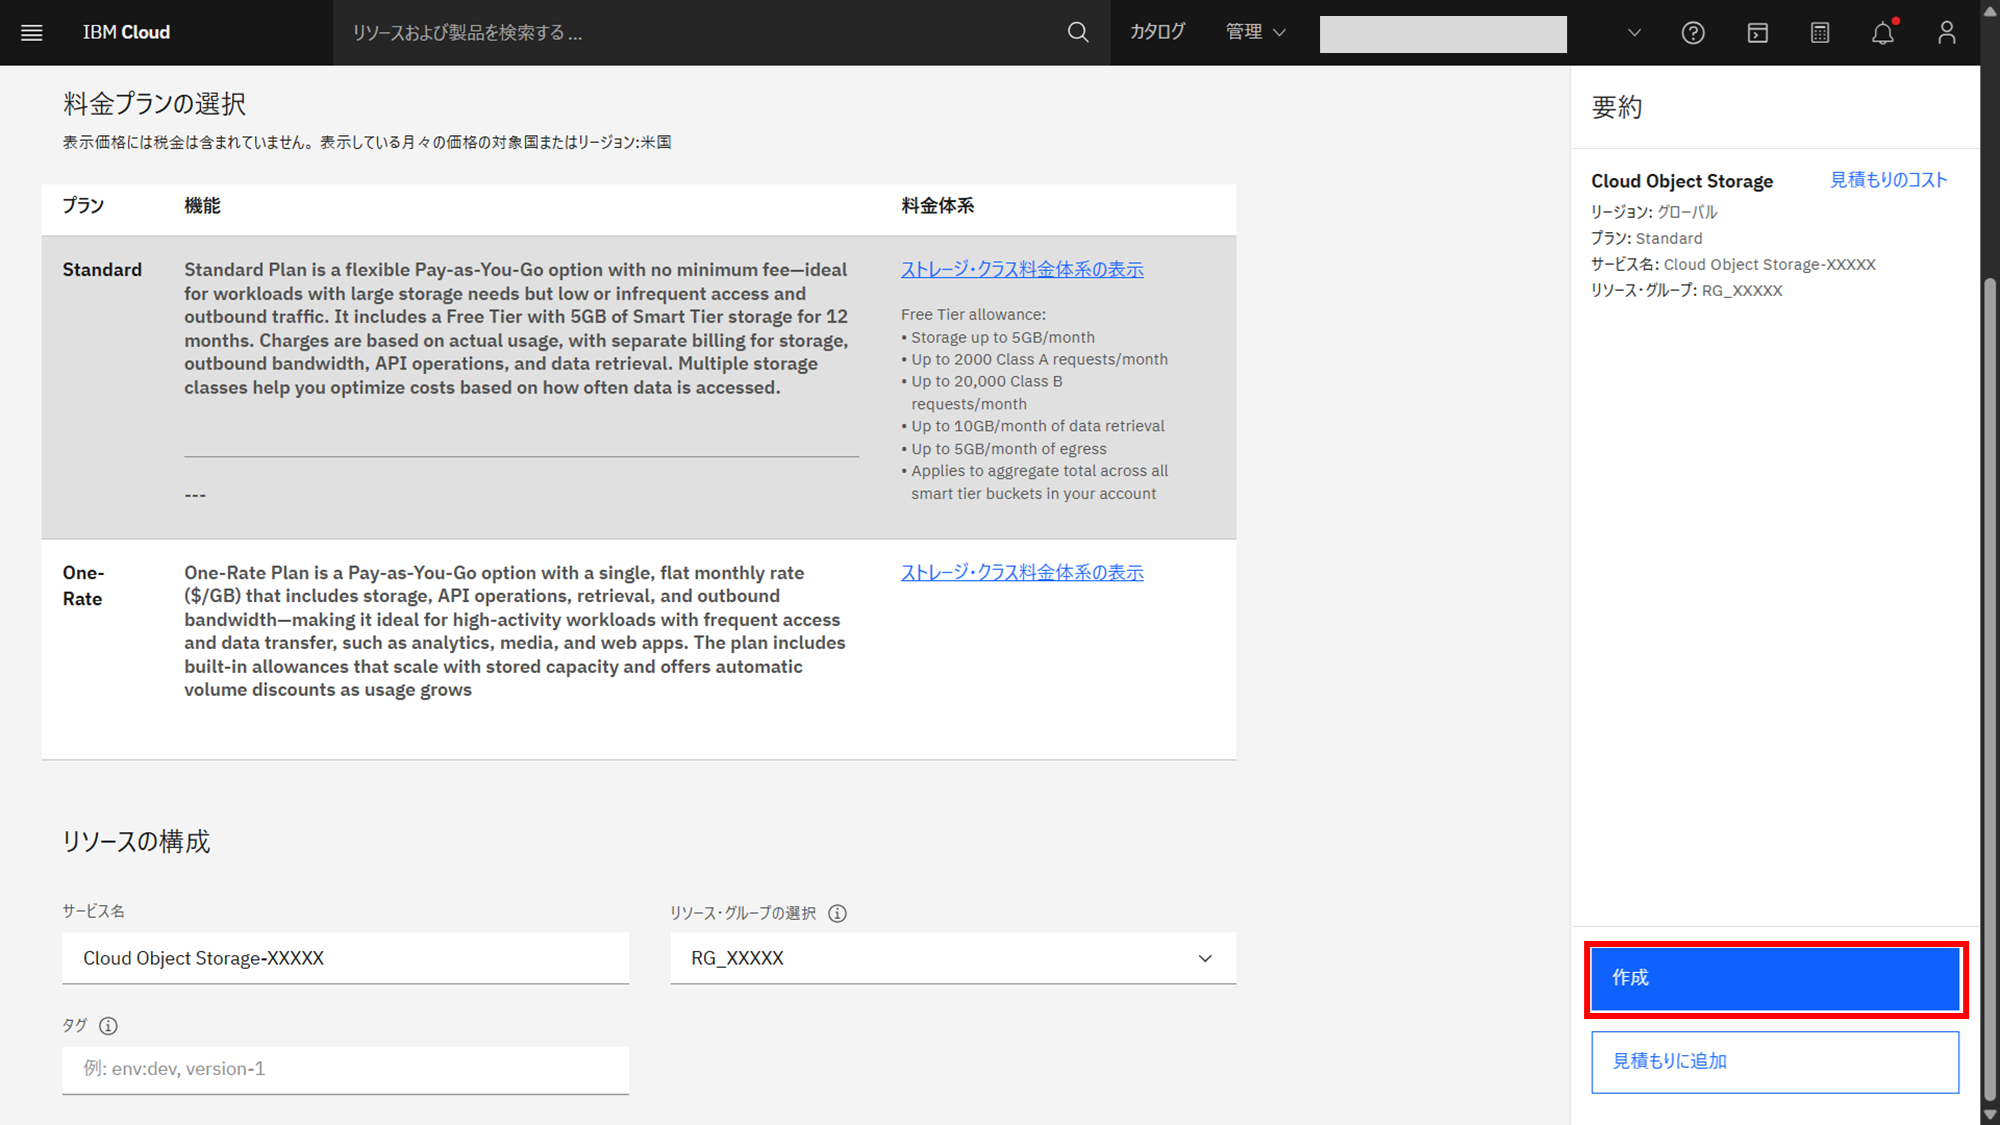 IBM Cloud
リソースおよび製品を検索する ...
カタログ
管理
料金プランの選択
表示価格には税金は含まれていません。表示している月々の価格の対象国またはリージョン:米国
プラン
機能
料金体系
Standard
Standard Plan is a flexible Pay-as-You-Go option with no minimum fee—ideal
for workloads with large storage needs but low or infrequent access and
outbound traffic. It includes a Free Tier with 5GB of Smart Tier storage for 12
months. Charges are based on actual usage, with separate billing for storage,
outbound bandwidth, API operations, and data retrieval. Multiple storage
classes help you optimize costs based on how often data is accessed.
---
ストレージ・クラス料金体系の表示
Free Tier allowance:
• Storage up to 5GB/month
• Up to 2000 Class A requests/month
• Up to 20,000 Class B
requests/month
• Up to 10GB/month of data retrieval
• Up to 5GB/month of egress
• Applies to aggregate total across all
smart tier buckets in your account
One-
Rate
One-Rate Plan is a Pay-as-You-Go option with a single, flat monthly rate
($/GB) that includes storage, API operations, retrieval, and outbound
bandwidth—making it ideal for high-activity workloads with frequent access
and data transfer, such as analytics, media, and web apps. The plan includes
built-in allowances that scale with stored capacity and offers automatic
volume discounts as usage grows
ストレージ・クラス料金体系の表示
リソースの構成
サービス名
Cloud Object Storage-XXXXX
リソース・グループの選択
RG_XXXXX
タグ
例: env:dev, version-1
要約
Cloud Object Storage
見積もりのコスト
リージョン: グローバル
プラン: Standard
サービス名: Cloud Object Storage-XXXXX
リソース・グループ: RG_XXXXX
作成
見積もりに追加